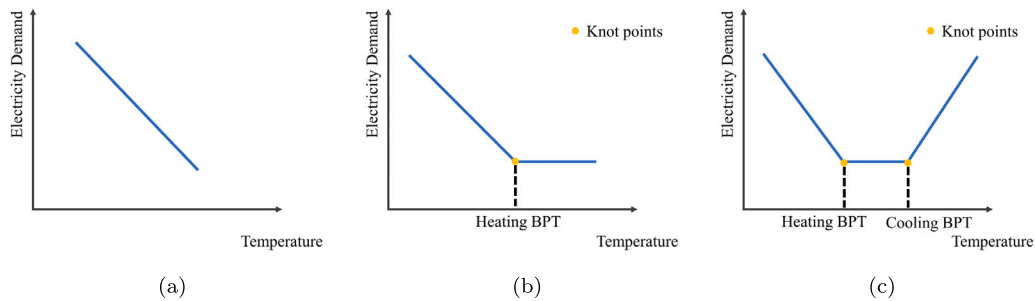 Electricity Demand
Temperature
(a)
Electricity Demand
Knot points
Heating BPT
Temperature
(b)
Electricity Demand
Knot points
Heating BPT
Cooling BPT
Temperature
(c)